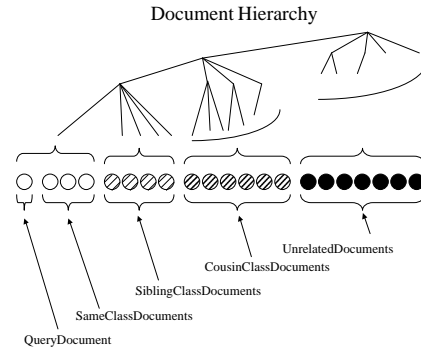 Document Hierarchy
UnrelatedDocuments
CousinClassDocuments
SiblingClassDocuments
SameClassDocuments
QueryDocument